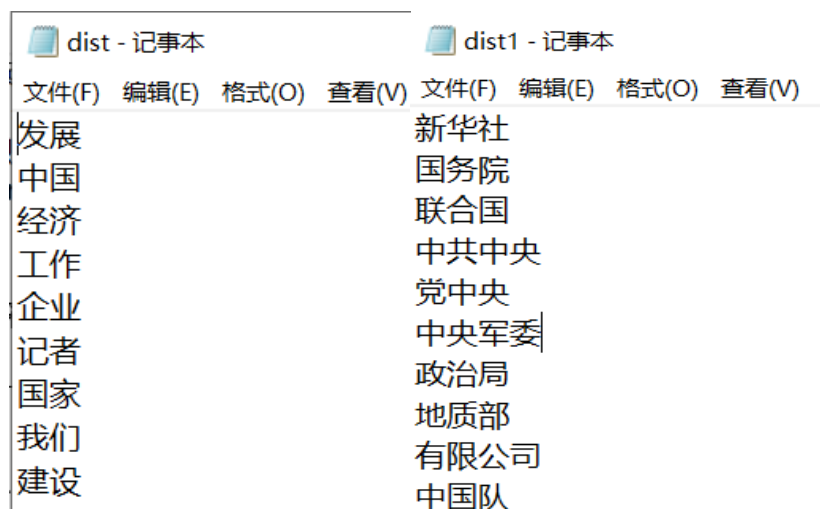 dist - 记事本
文件(F) 编辑(E) 格式(O) 查看(V)
发展
中国
经济
工作
企业
记者
国家
我们
建设
dist1 - 记事本
文件(F) 编辑(E) 格式(O) 查看(V)
新华社
国务院
联合国
中共中央
党中央
中央军委
政治局
地质部
有限公司
中国队